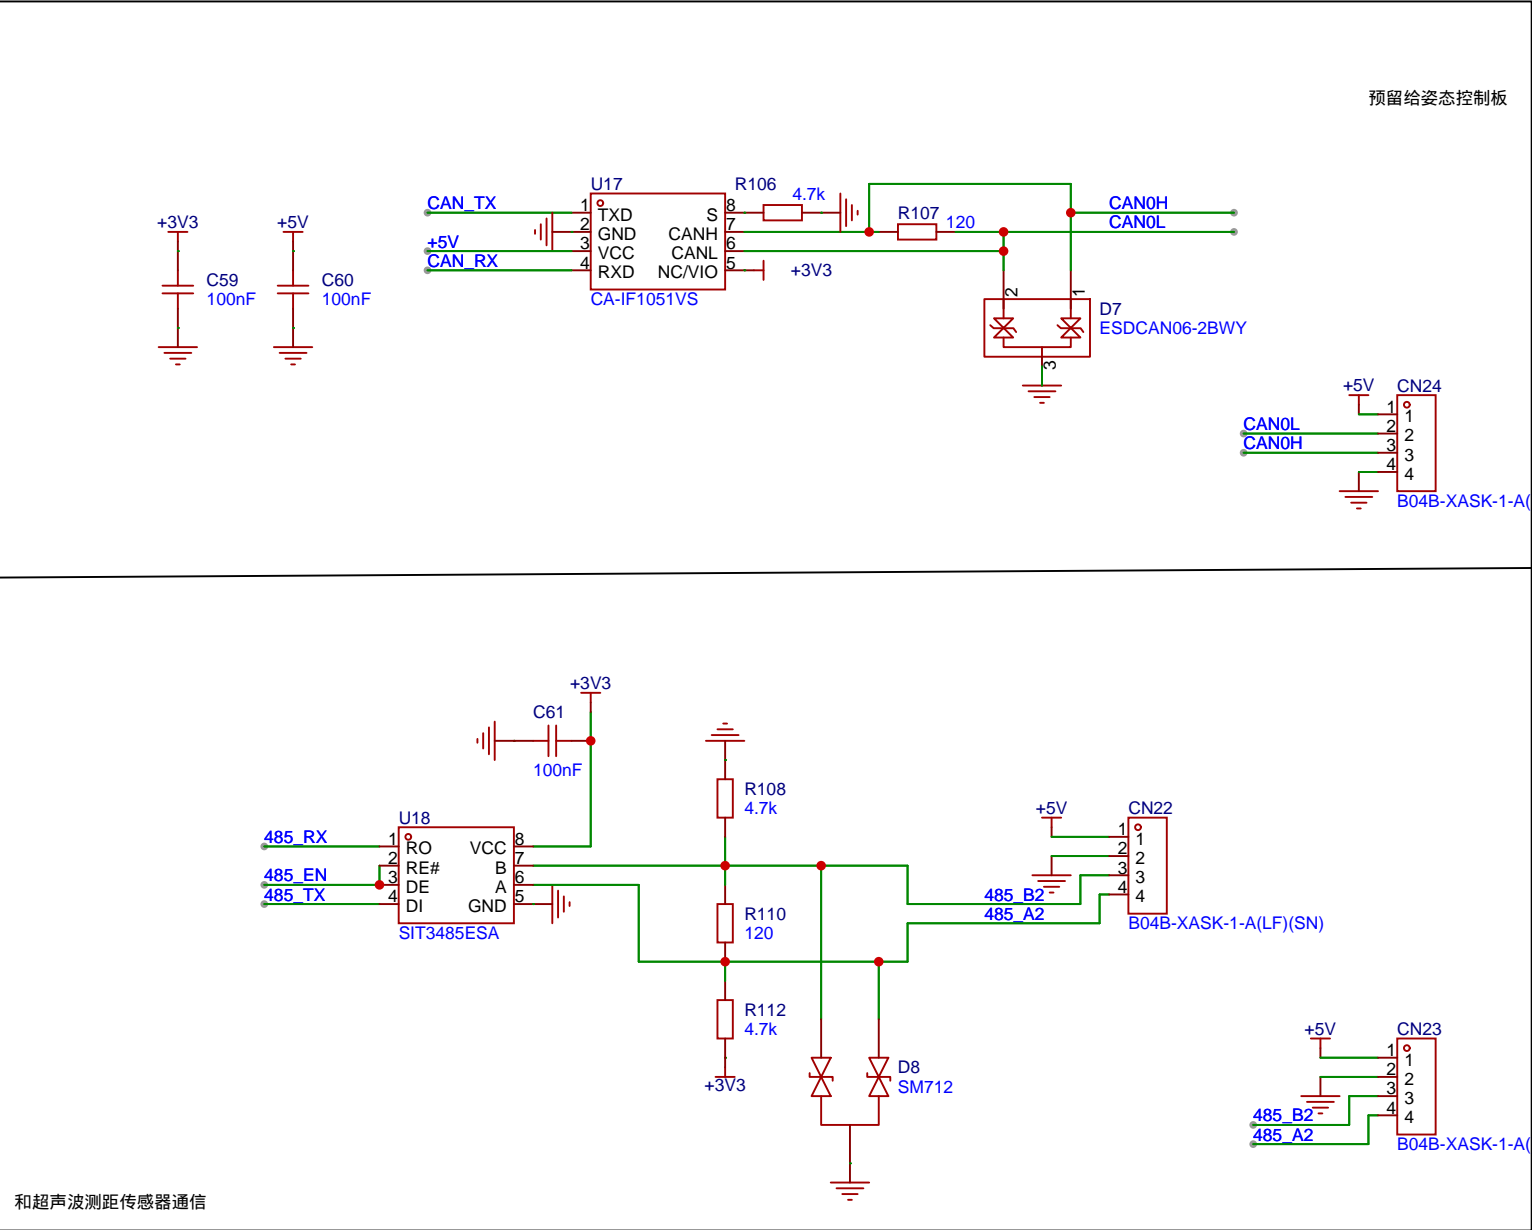 预留给姿态控制板
U17
R106
4.7k
CAN_TX
1
TXD
S
8
2
GND
CANH
7
+5V
3
VCC
CANL
6
CAN_RX
4
RXD
NC/VIO
5
+3V3
CA-IF1051VS
R107
120
CAN0H
CAN0L
+3V3
C59
100nF
+5V
C60
100nF
2
1
D7
ESDCAN06-2BWY
3
+5V
CN24
1
1
CAN0L
2
2
CAN0H
3
3
4
4
B04B-XASK-1-A(
+3V3
C61
100nF
U18
485_RX
1
RO
VCC
8
2
RE#
B
7
485_EN
3
DE
A
6
485_TX
4
DI
GND
5
SIT3485ESA
R108
4.7k
R110
120
R112
4.7k
+3V3
D8
SM712
+5V
CN22
1
1
2
2
3
3
485_B2
4
4
485_A2
B04B-XASK-1-A(LF)(SN)
+5V
CN23
1
1
2
2
3
3
485_B2
4
4
485_A2
B04B-XASK-1-A(
和超声波测距传感器通信